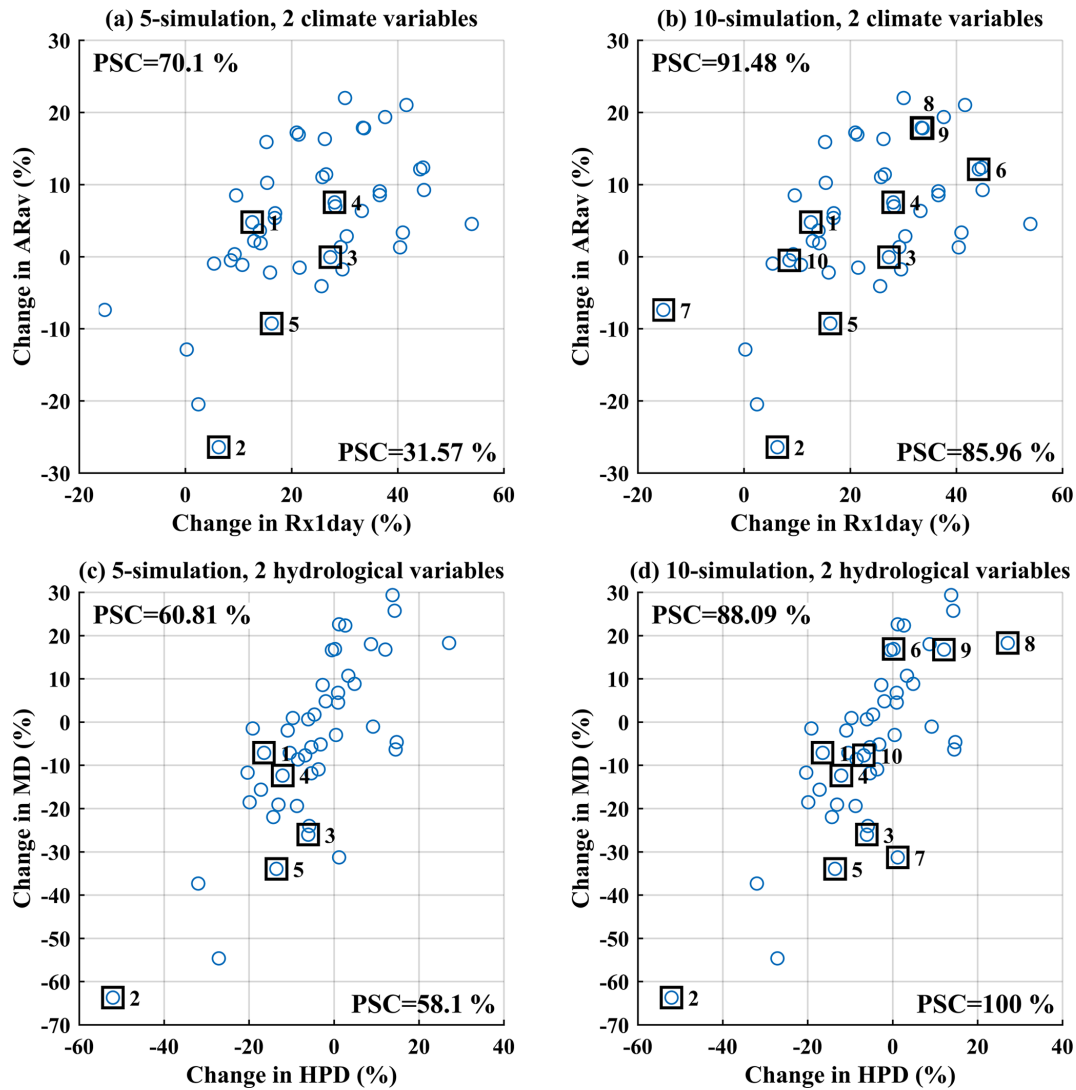 (a) 5-simulation, 2 climate variables
PSC=70.1 %
30
20
10
0
-10
-20
-30
Change in ARav (%)
1
4
3
5
2
PSC=31.57 %
-20 0 20 40 60
Change in Rx1day (%)
(b) 10-simulation, 2 climate variables
PSC=91.48 %
30
20
10
0
-10
-20
-30
Change in ARav (%)
8
9
6
4
1
3
10
7
5
2
PSC=85.96 %
-20 0 20 40 60
Change in Rx1day (%)
(c) 5-simulation, 2 hydrological variables
PSC=60.81 %
30
20
10
0
-10
-20
-30
-40
-50
-60
-70
Change in MD (%)
1
4
3
5
2
PSC=58.1 %
-60 -40 -20 0 20 40
Change in HPD (%)
(d) 10-simulation, 2 hydrological variables
PSC=88.09 %
30
20
10
0
-10
-20
-30
-40
-50
-60
-70
Change in MD (%)
6
9
8
1
10
4
3
7
5
2
PSC=100 %
-60 -40 -20 0 20 40
Change in HPD (%)